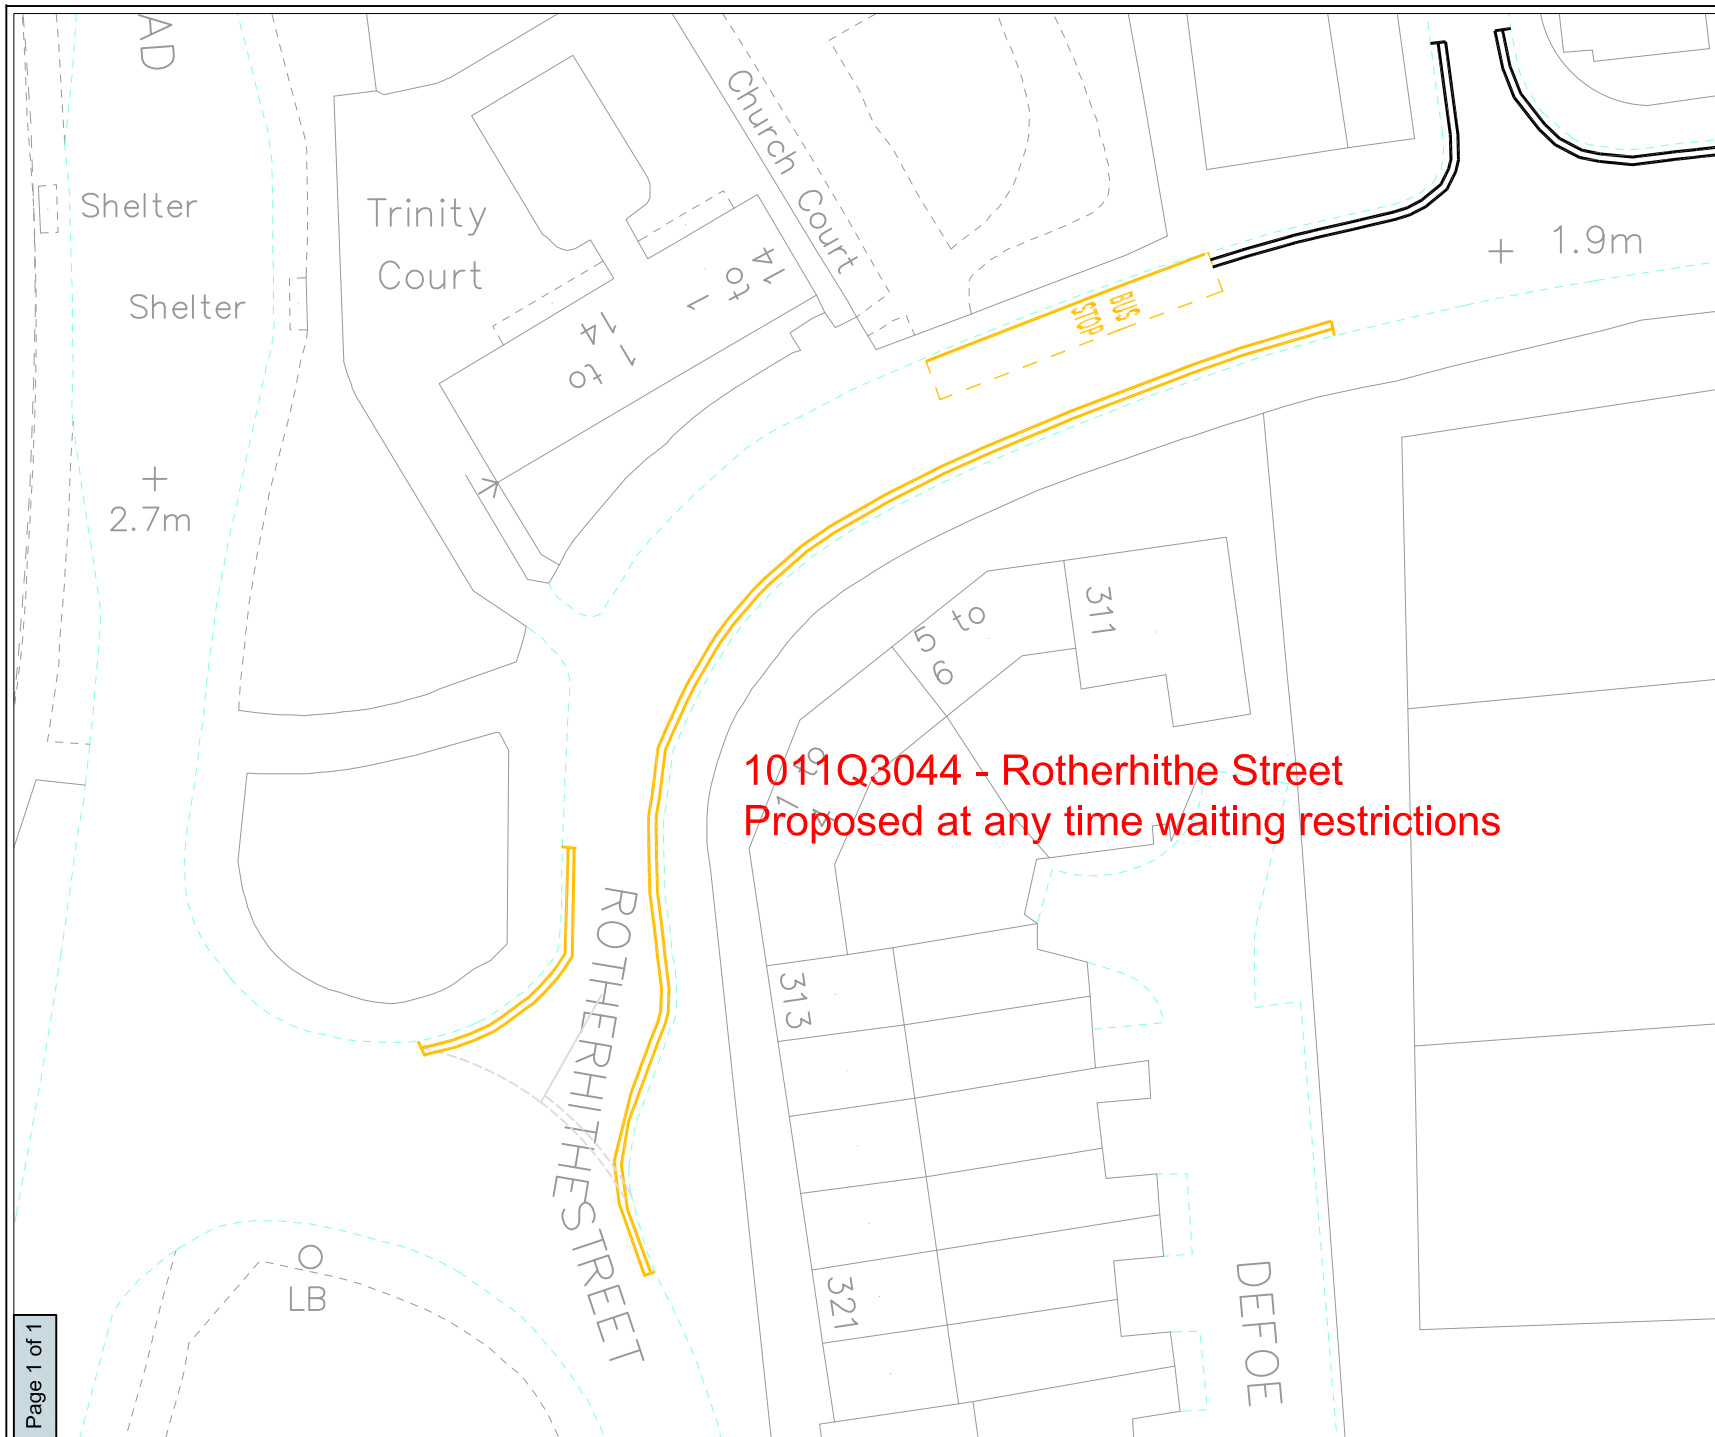 AD
Shelter
Shelter
Trinity
Court
Church Court
14
to
1
14
1 to
BUS
STOP
1.9m
2.7m
5 to
6
311
1011Q3044 - Rotherhithe Street
Proposed at any time waiting restrictions
ROTHERHITHE STREET
313
321
LB
DEFOE
Page 1 of 1